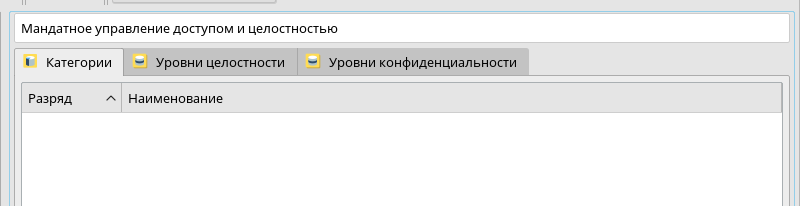 Мандатное управление доступом и целостностью
Категории Уровни целостности Уровни конфиденциальности
Разряд Наименование